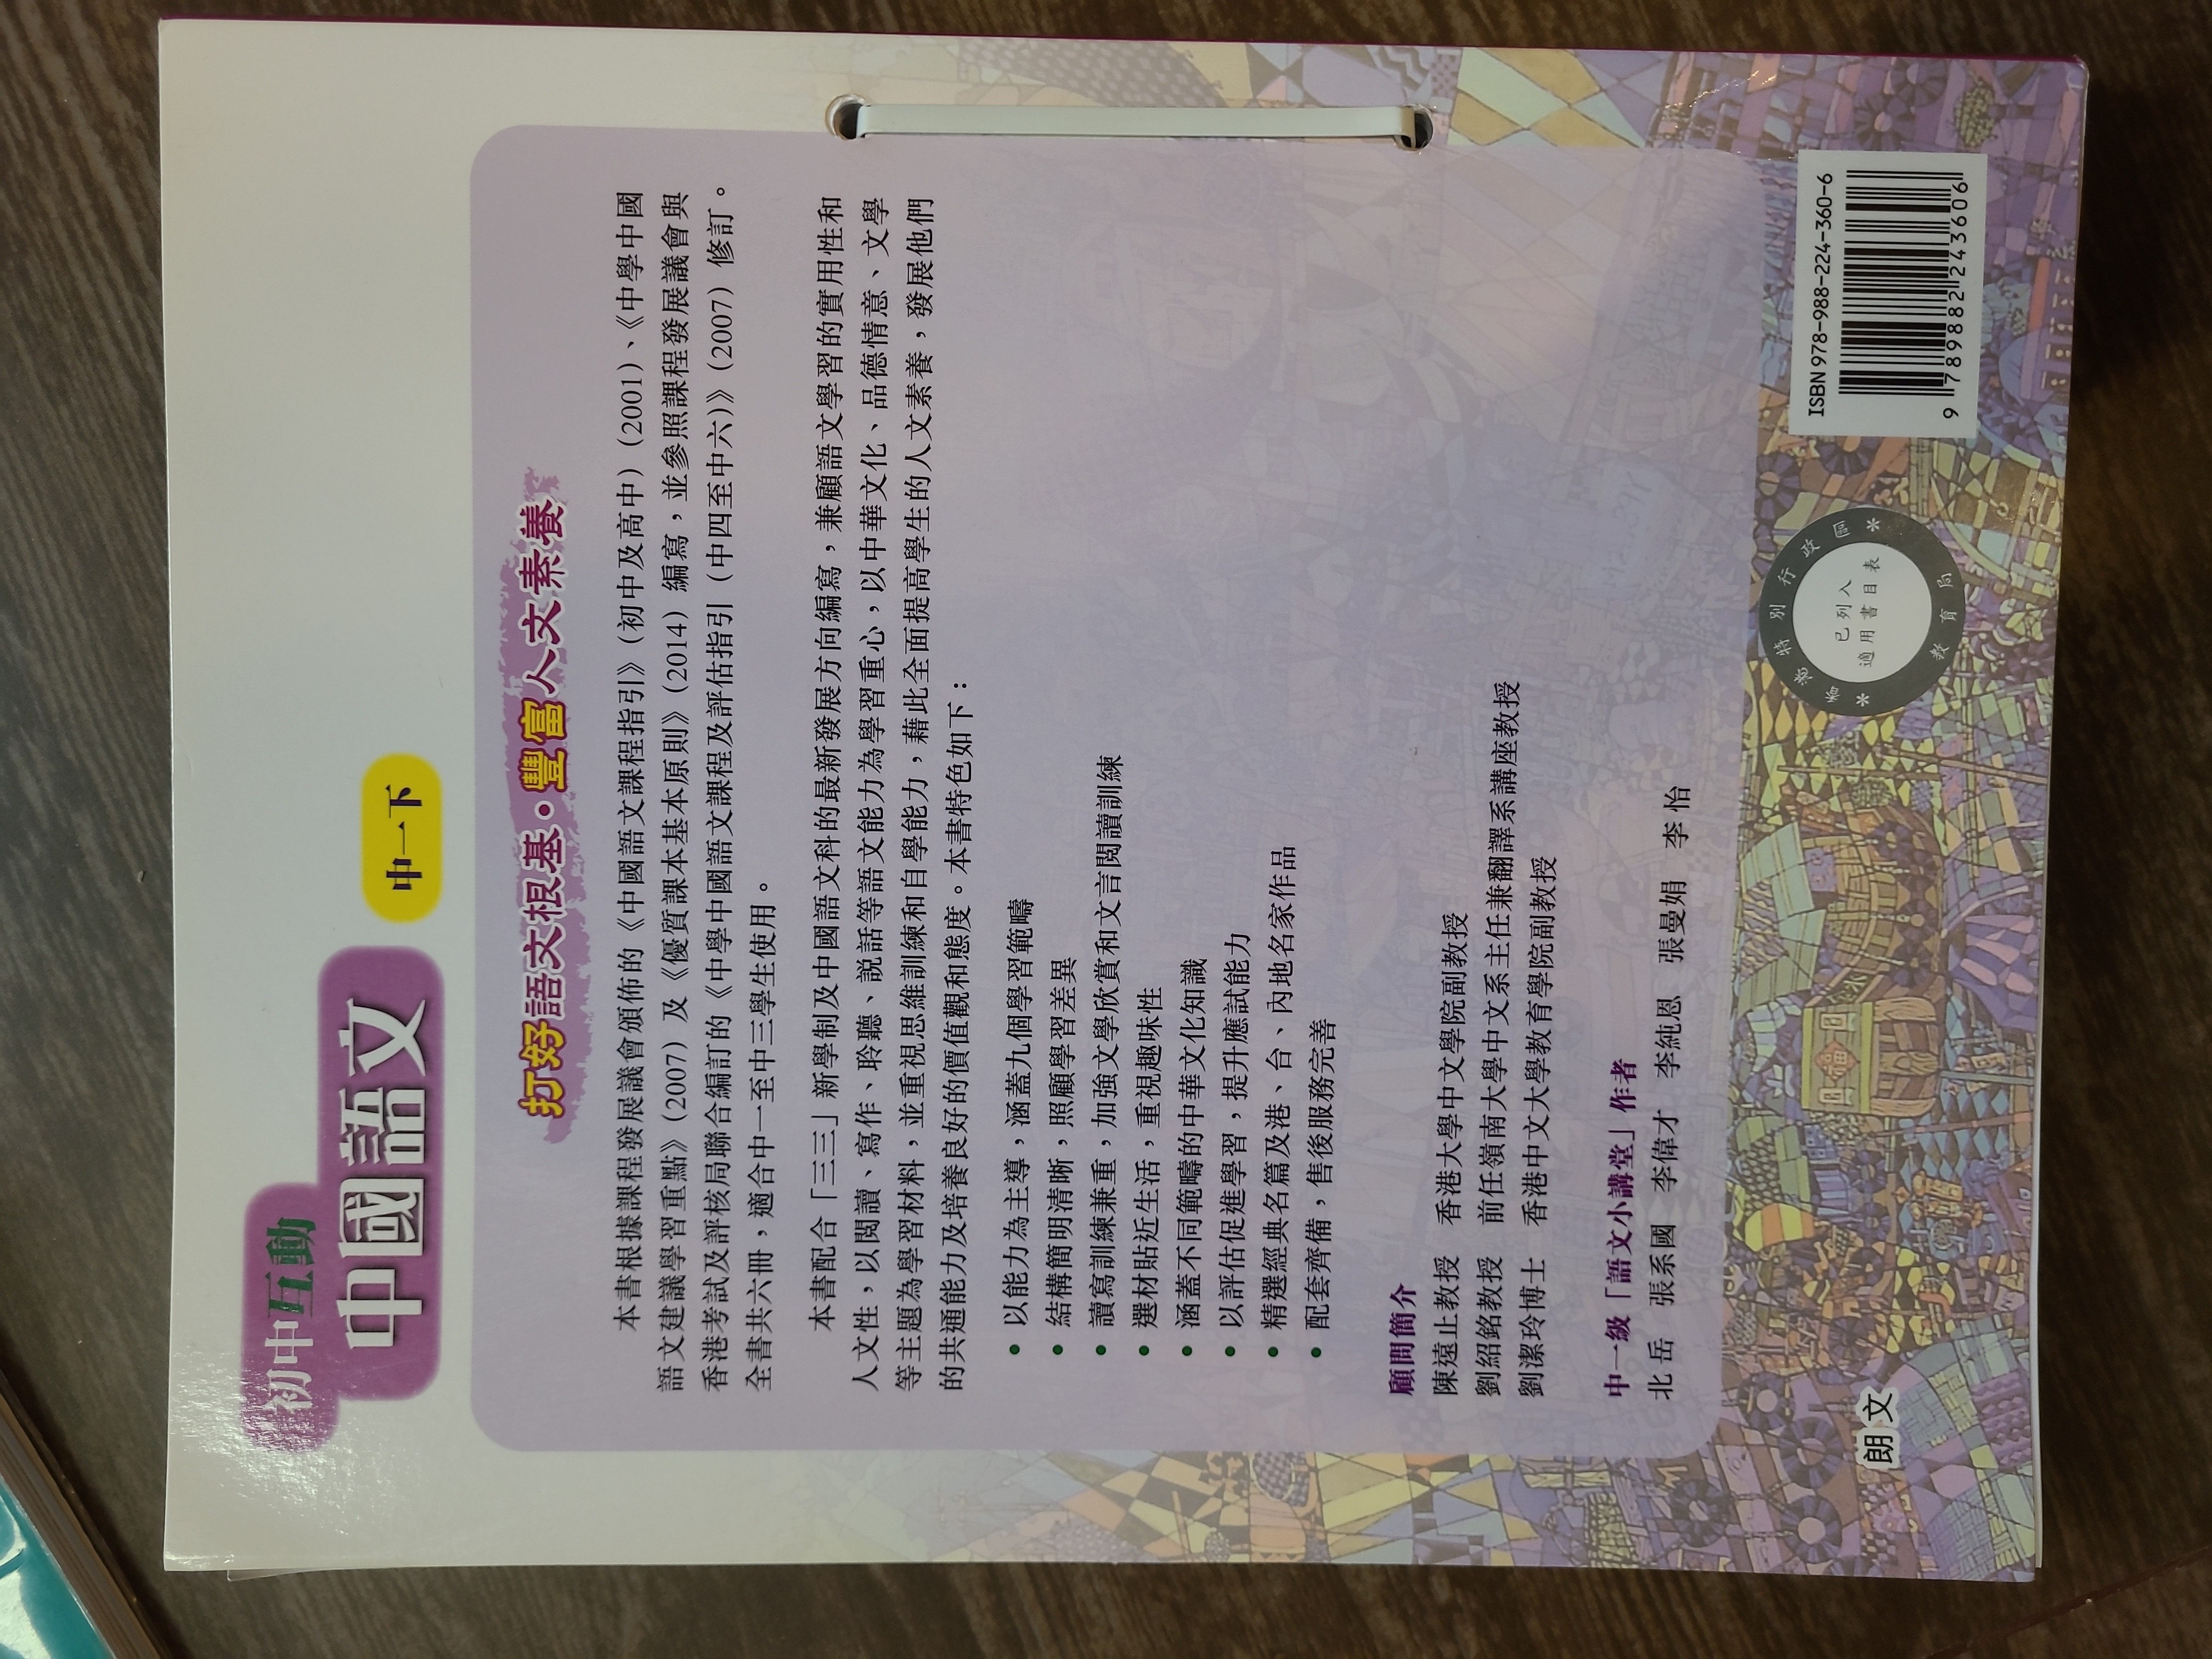 初中互動
中國語文
中一下
打好語文根基·豐富人文素養
本書根據課程發展議會頒佈的《中國語文課程指引》（初中及高中）（2001）、《中學中國
語文建議學習重點》（2007）及《優質課本基本原則》（2014）編寫，並參照課程發展議會與
香港考試及評核局聯合編訂的《中學中國語文課程及評估指引（中四至中六）》（2007）修訂。
全書共六冊，適合中一至中三學生使用。
本書配合「三三」新學制及中國語文科的最新發展方向編寫，兼顧語文學習的實用性和
人文性，以閱讀、寫作、聆聽、說話等語文能力為學習重心，以中華文化、品德情意、文學
等主題為學習材料，並重視思維訓練和自學能力，藉此全面提高學生的人文素養，發展他們
的共通能力及培養良好的價值觀和態度。本書特色如下：
• 以能力為主導，涵蓋九個學習範疇
• 結構簡明清晰，照顧學習差異
• 讀寫訓練兼重，加強文學欣賞和文言閱讀訓練
• 選材貼近生活，重視趣味性
• 涵蓋不同範疇的中華文化知識
• 以評估促進學習，提升應試能力
• 精選經典名篇及港、台、內地名家作品
• 配套齊備，售後服務完善
顧問簡介
陳遠止教授 香港大學中文學院副教授
劉紹銘教授 前任嶺南大學中文系主任兼翻譯系講座教授
劉潔玲博士 香港中文大學教育學院副教授
中一級「語文小講堂」作者
北岳 張系國 李偉才 李純恩 張曼娟 李怡
朗文
香港特別行政區
已列入
適用書目表
教育局
ISBN 978-988-224-360-6
9 789882 243606
福